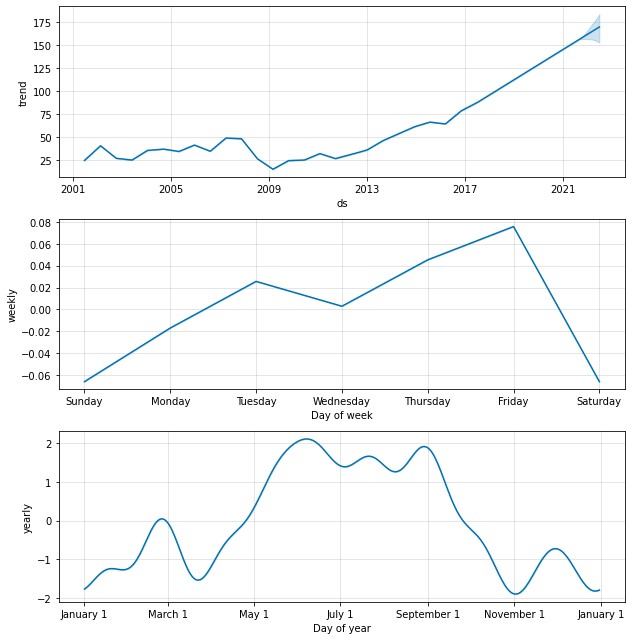 175
150
125
100
75
50
25
trend
2001 2005 2009 2013 2017 2021
ds
0.08
0.06
0.04
0.02
0.00
−0.02
−0.04
−0.06
weekly
Sunday Monday Tuesday Wednesday Thursday Friday Saturday
Day of week
2
1
0
−1
−2
yearly
January 1 March 1 May 1 July 1 September 1 November 1 January 1
Day of year